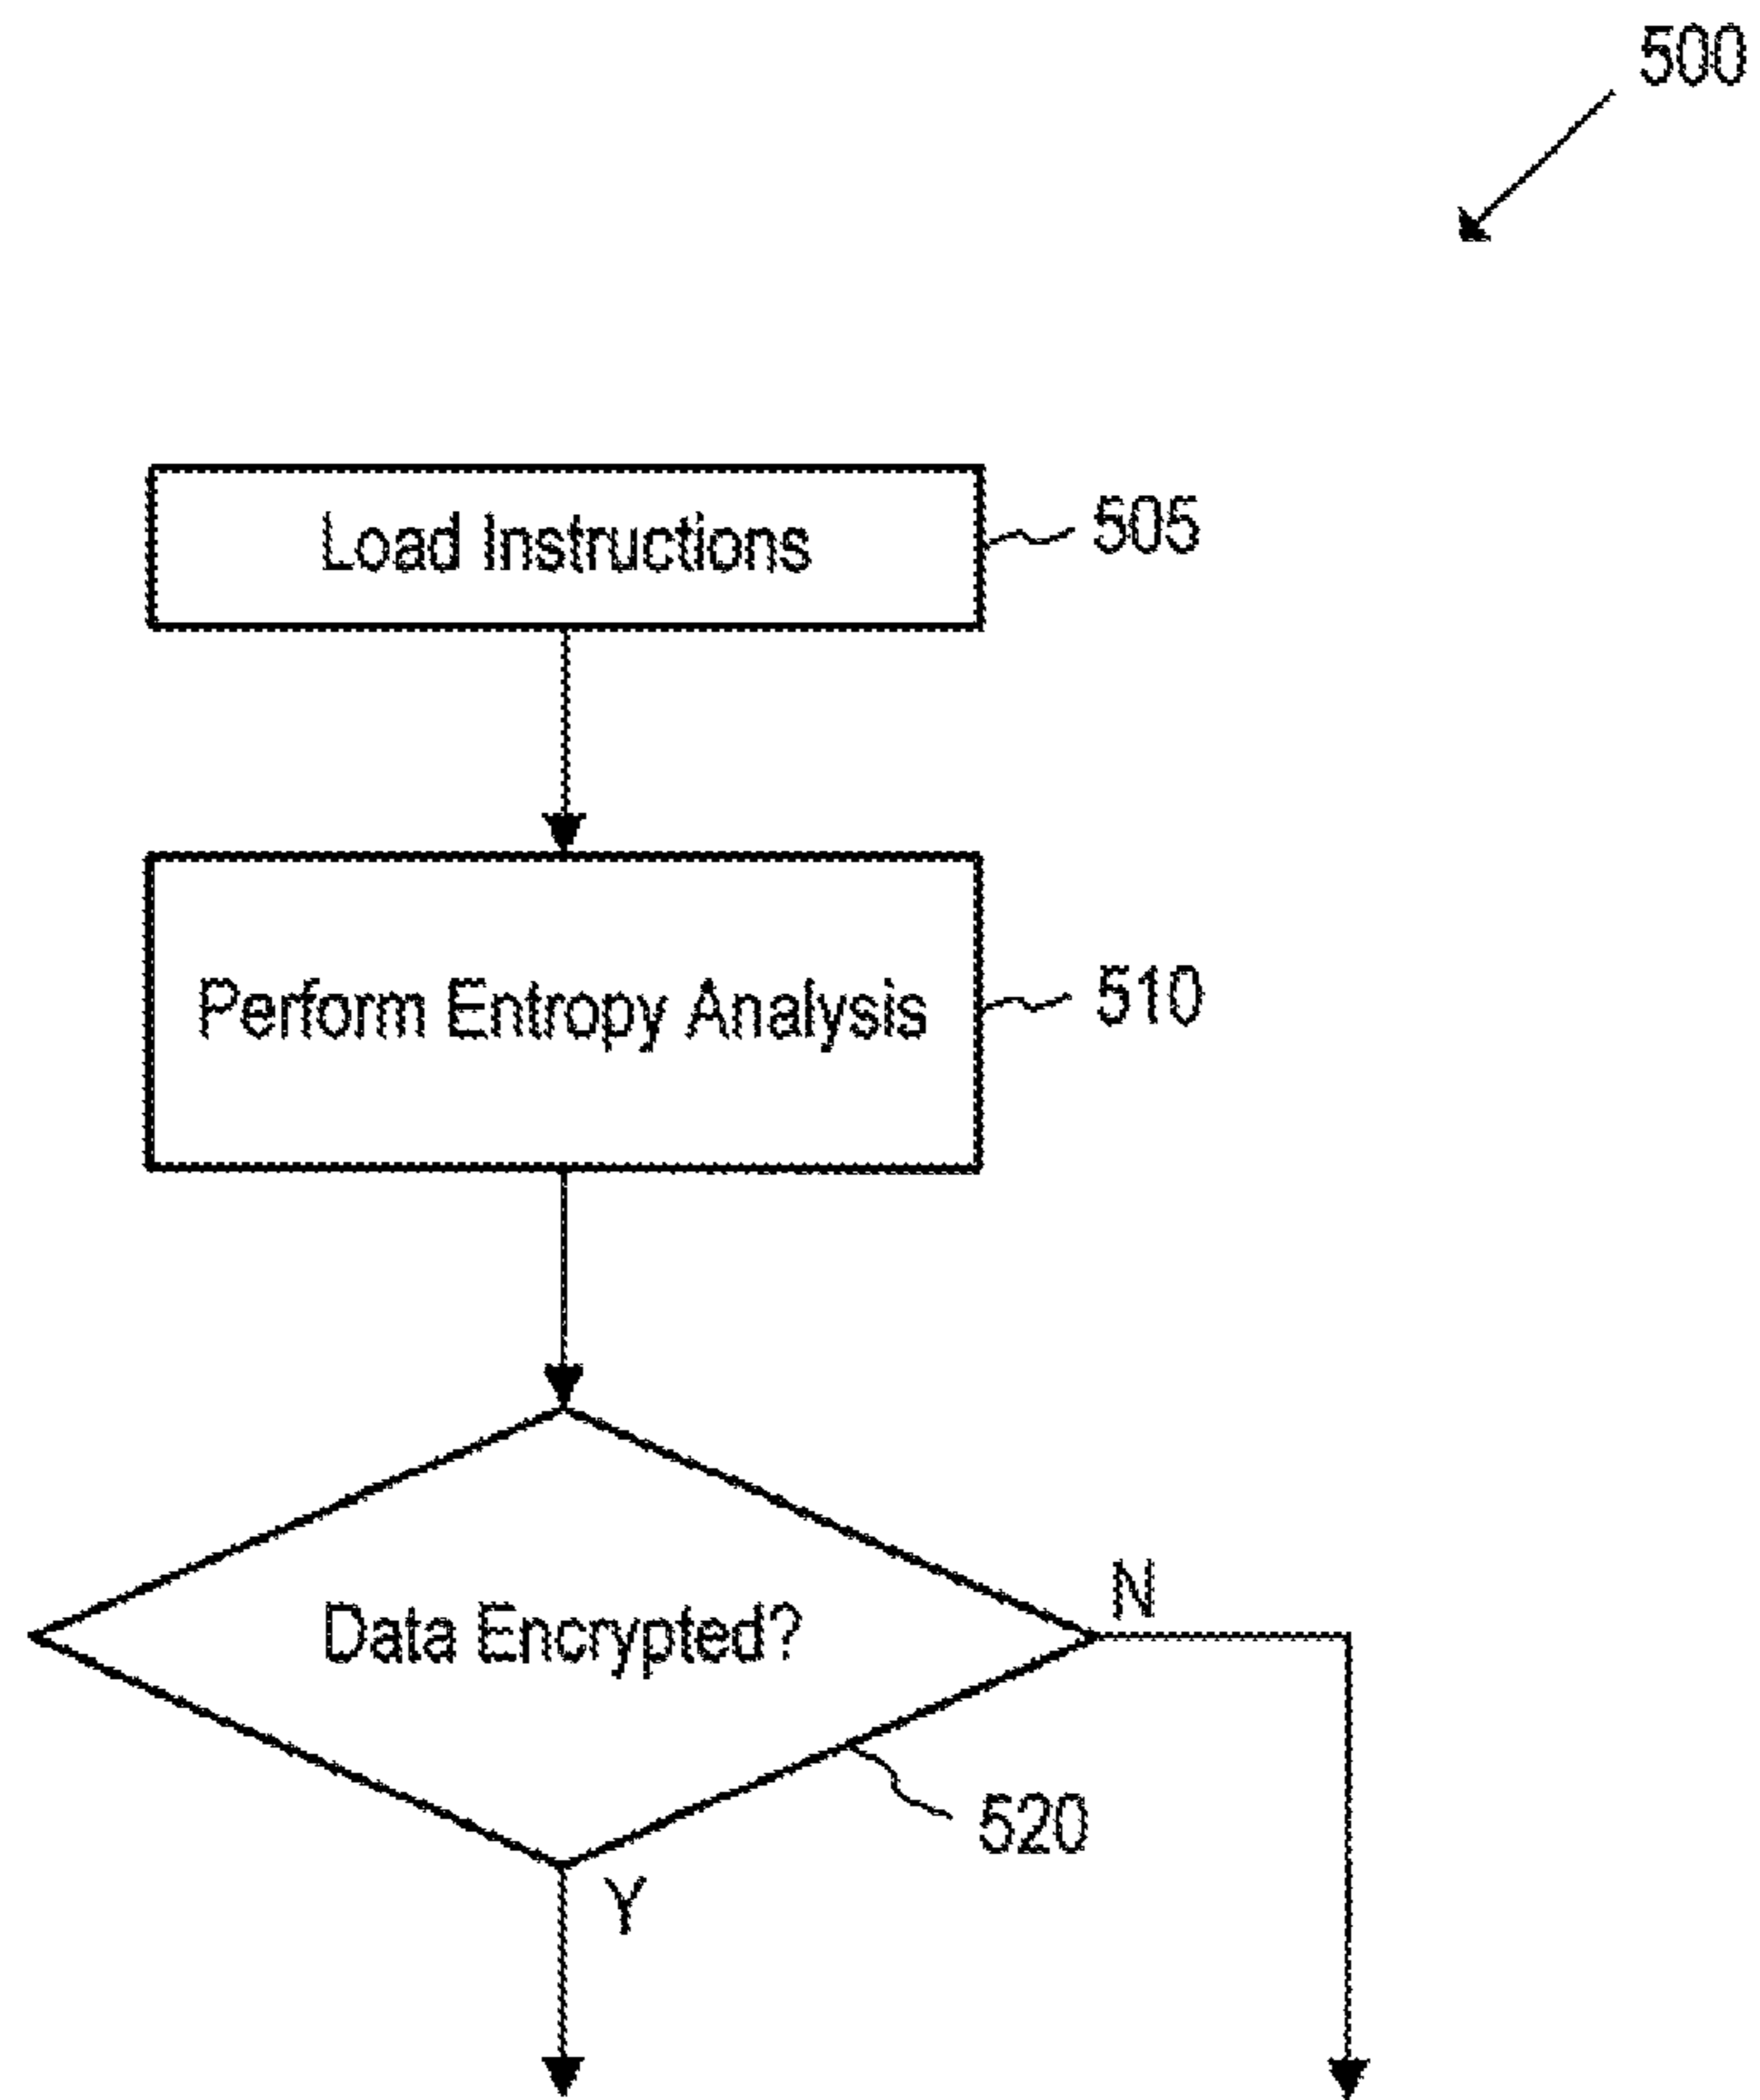 500
Load Instructions
505
Perform Entropy Analysis
510
Data Encrypted?
N
520
Y